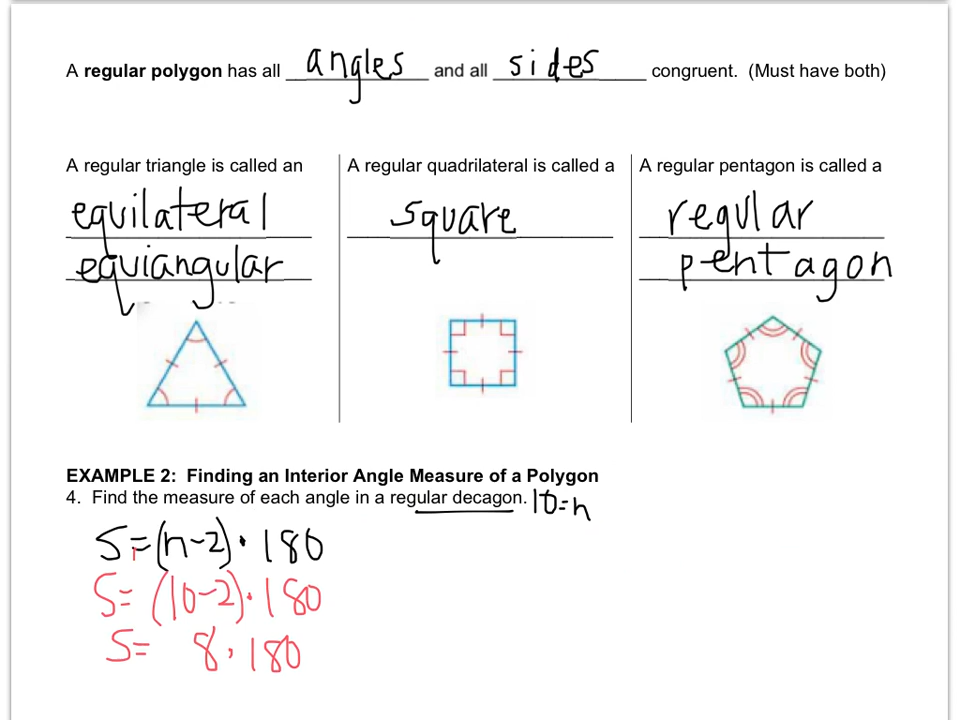 A regular polygon has all angles and all sides congruent. (Must have both)
A regular triangle is called an
equilateral
equiangular
A regular quadrilateral is called a
square
A regular pentagon is called a
regular
pentagon
EXAMPLE 2: Finding an Interior Angle Measure of a Polygon
4. Find the measure of each angle in a regular decagon. 10=n
S=(n-2)·180
S=(10-2)·180
S= 8·180